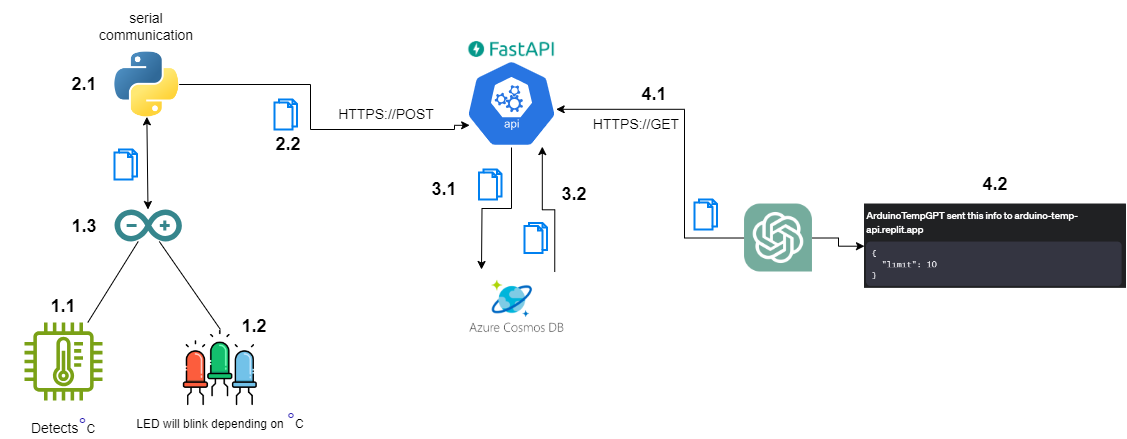 serial
communication
2.1
FastAPI
api
HTTPS://POST
2.2
4.1
HTTPS://GET
3.1
3.2
1.3
4.2
ArduinoTempGPT sent this info to arduino-temp-
api.replit.app
{
"limit": 10
}
1.1
1.2
Azure Cosmos DB
Detects°C
LED will blink depending on °C